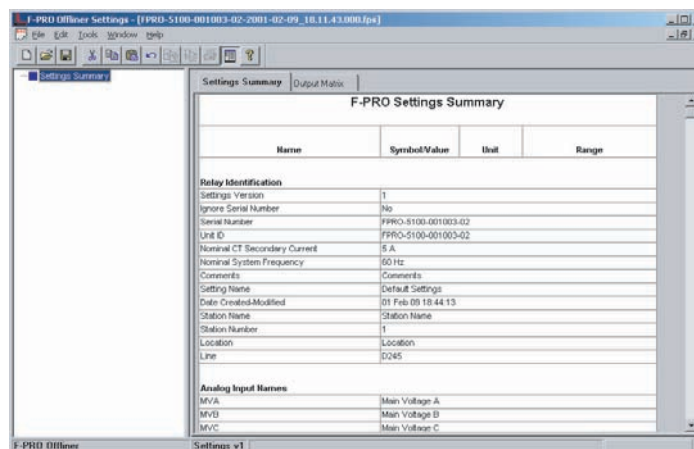 F-PRO Offliner Settings - [FPRO-5100-001003-02-2001-02-09_18.11.43.000.fps]
File Edit Tools Window Help
Settings Summary
Settings Summary Output Matrix
F-PRO Settings Summary
Name Symbol/Value Unit Range
Relay Identification
Settings Version 1
Ignore Serial Number No
Serial Number FPRO-5100-001003-02
Unit ID FPRO-5100-001003-02
Nominal CT Secondary Current 5 A
Nominal System Frequency 60 Hz
Comments Comments
Setting Name Default Settings
Date Created-Modified 01 Feb 09 18:44:13
Station Name Station Name
Station Number 1
Location Location
Line D245
Analog Input Names
MVA Main Voltage A
MVB Main Voltage B
MVC Main Voltage C
F-PRO Offliner Settings v1